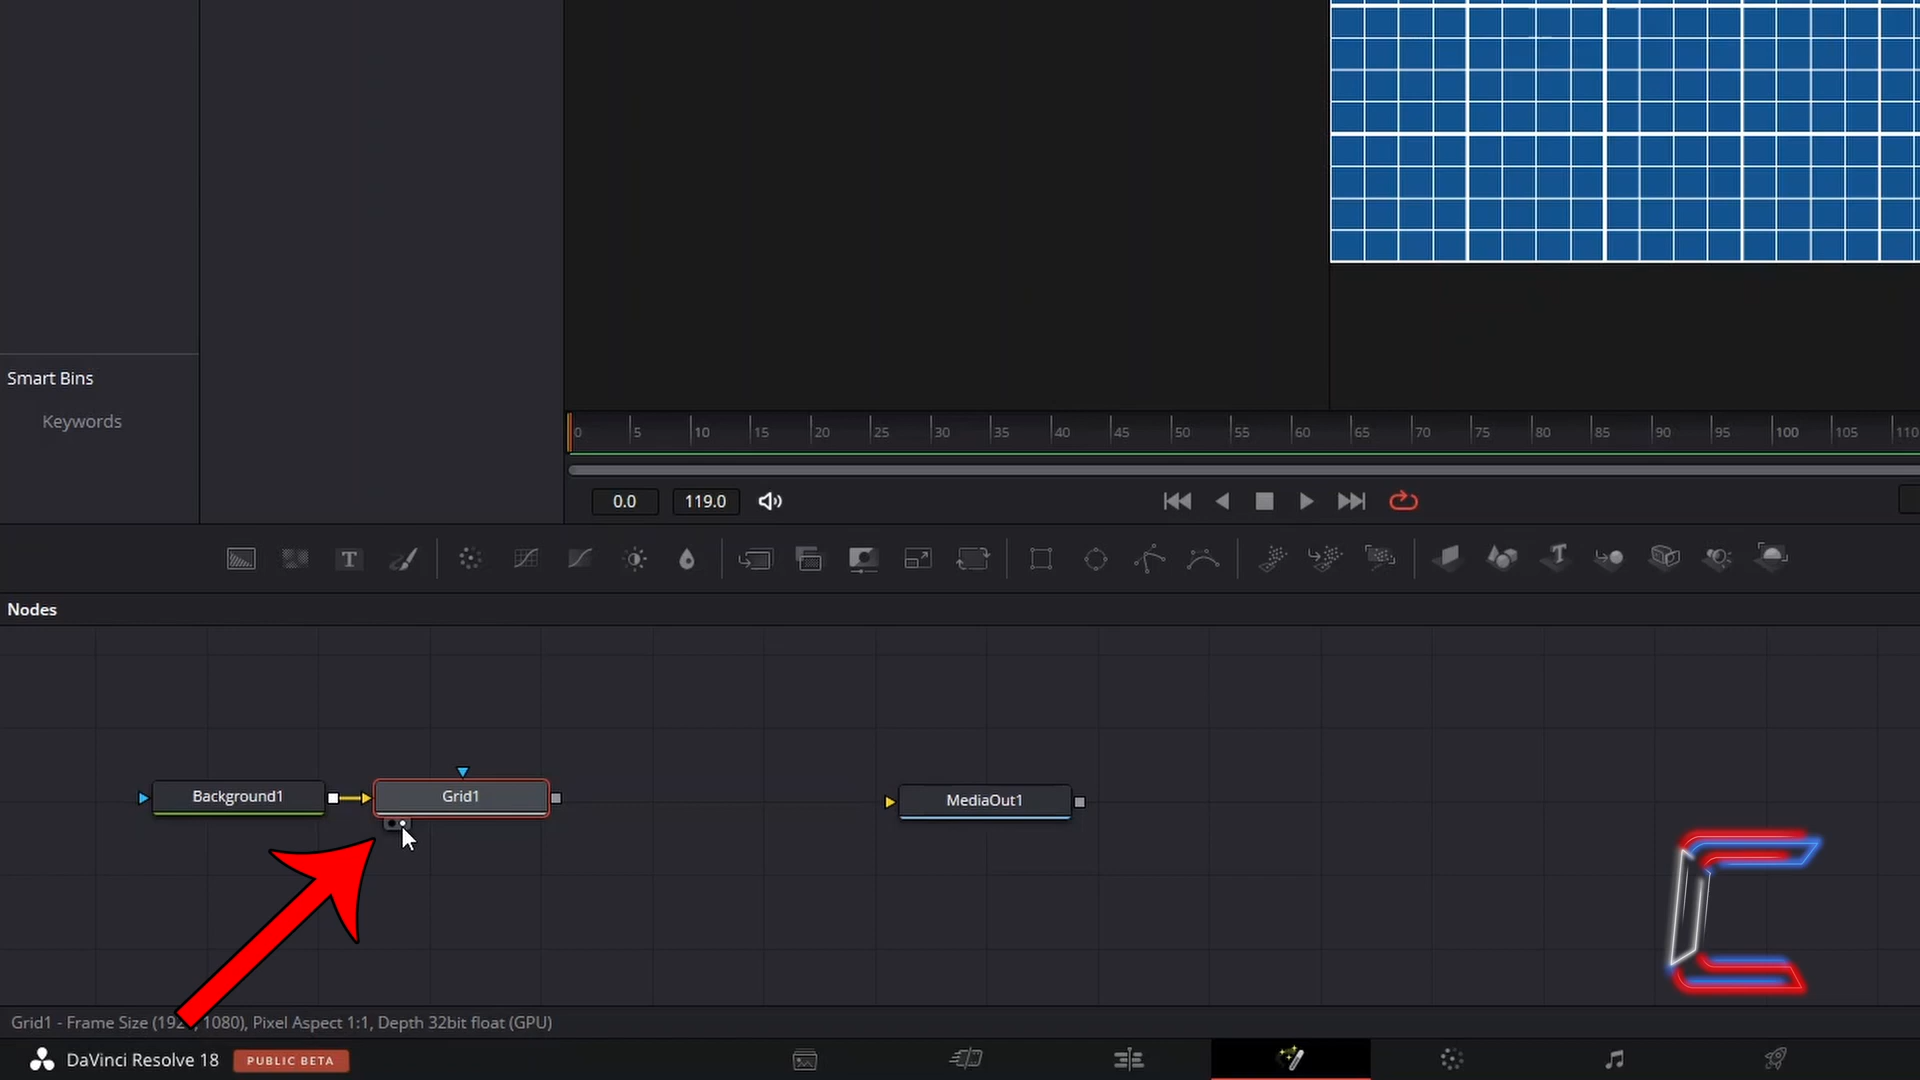 Smart Bins
Keywords
0 5 10 15 20 25 30 35 40 45 50 55 60 65 70 75 80 85 90 95 100 105 110
0.0 119.0
T
Nodes
Background1 Grid1 MediaOut1
Grid1 - Frame Size (192 , 1080), Pixel Aspect 1:1, Depth 32bit float (GPU)
DaVinci Resolve 18 PUBLIC BETA